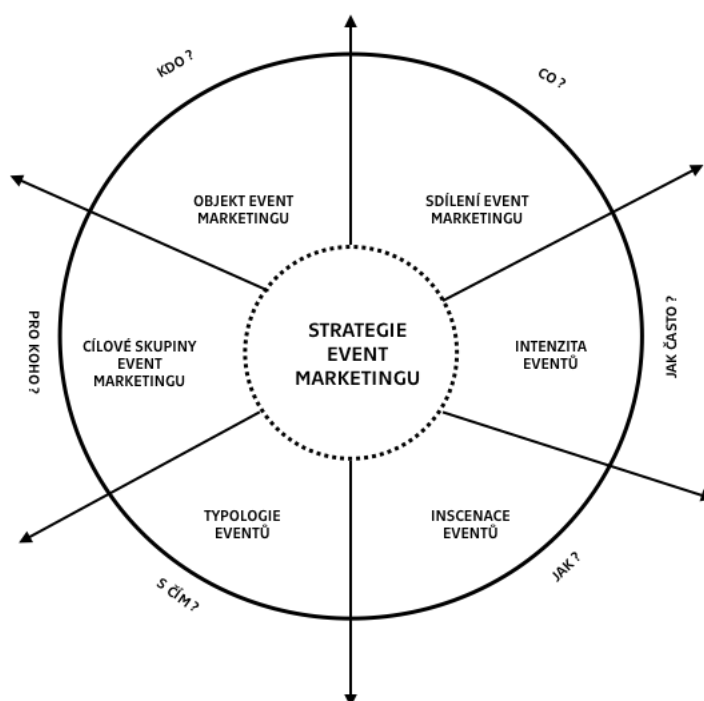 KDO ?
CO ?
OBJEKT EVENT
MARKETINGU
SDÍLENÍ EVENT
MARKETINGU
PRO KOHO ?
CÍLOVÉ SKUPINY
EVENT
MARKETINGU
STRATEGIE
EVENT
MARKETINGU
INTENZITA
EVENTŮ
JAK ČASTO ?
TYPOLOGIE
EVENTŮ
INSCENACE
EVENTŮ
S ČÍM ?
JAK ?